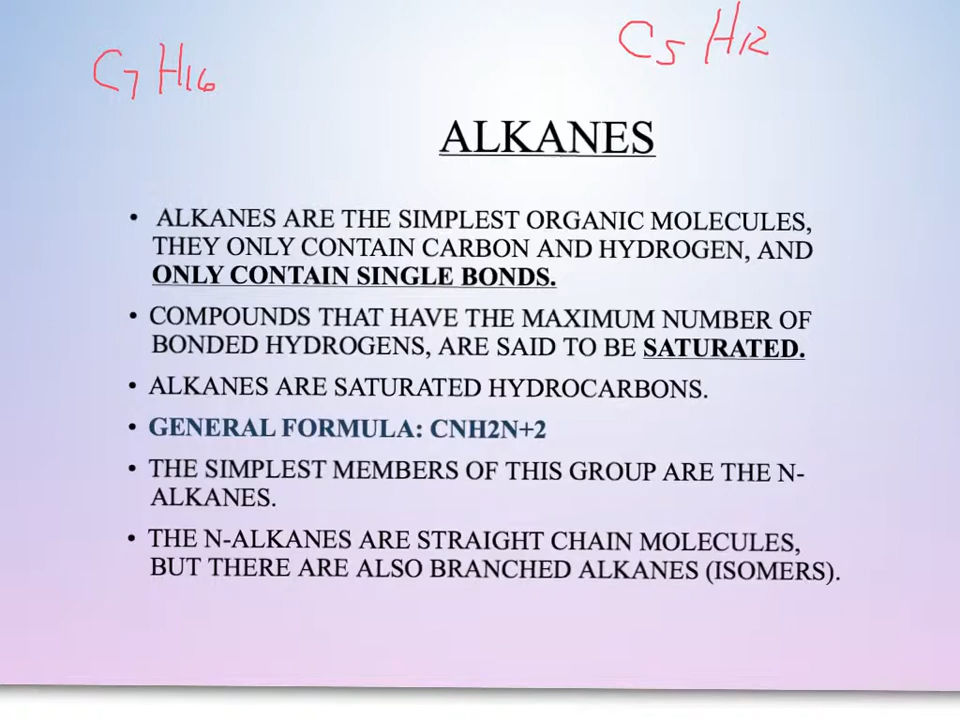 C7 H16
C5 H12
ALKANES
• ALKANES ARE THE SIMPLEST ORGANIC MOLECULES,
THEY ONLY CONTAIN CARBON AND HYDROGEN, AND
ONLY CONTAIN SINGLE BONDS.
• COMPOUNDS THAT HAVE THE MAXIMUM NUMBER OF
BONDED HYDROGENS, ARE SAID TO BE SATURATED.
• ALKANES ARE SATURATED HYDROCARBONS.
• GENERAL FORMULA: CNH2N+2
• THE SIMPLEST MEMBERS OF THIS GROUP ARE THE N-
ALKANES.
• THE N-ALKANES ARE STRAIGHT CHAIN MOLECULES,
BUT THERE ARE ALSO BRANCHED ALKANES (ISOMERS).